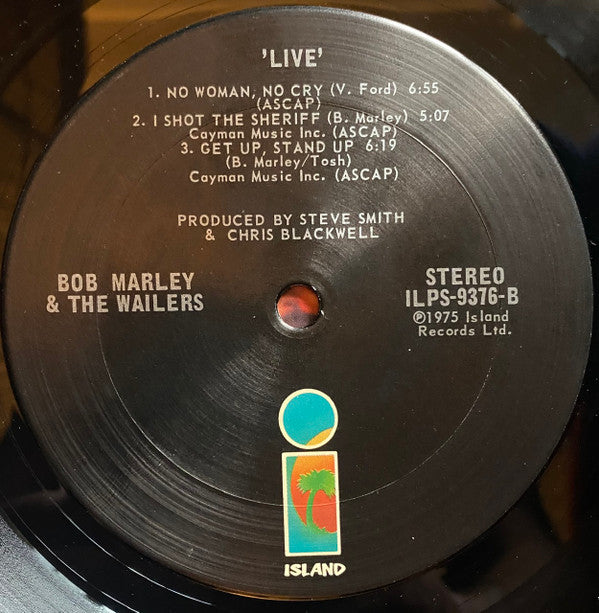 'LIVE'
1. NO WOMAN, NO CRY (V. Ford) 6:55
(ASCAP)
2. I SHOT THE SHERIFF (B. Marley) 5:07
Cayman Music Inc. (ASCAP)
3. GET UP, STAND UP 6:19
(B. Marley/Tosh)
Cayman Music Inc. (ASCAP)
PRODUCED BY STEVE SMITH
& CHRIS BLACKWELL
BOB MARLEY
& THE WAILERS
STEREO
ILPS-9376-B
℗1975 Island
Records Ltd.
i
ISLAND